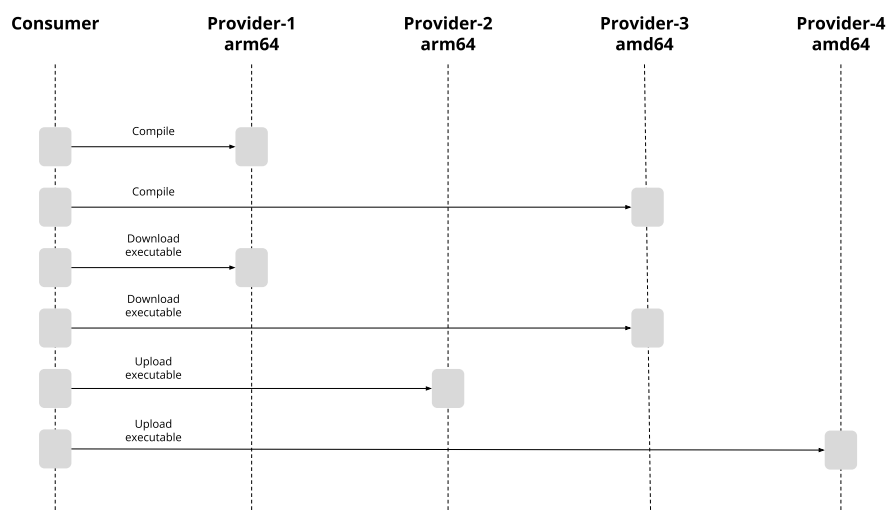 Consumer
Provider-1
arm64
Provider-2
arm64
Provider-3
amd64
Provider-4
amd64
Compile
Compile
Download
executable
Download
executable
Upload
executable
Upload
executable